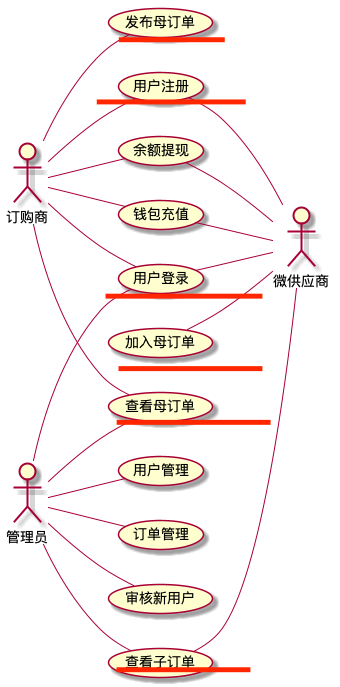 发布母订单
用户注册
余额提现
订购商
钱包充值
用户登录
微供应商
加入母订单
查看母订单
用户管理
管理员
订单管理
审核新用户
查看子订单